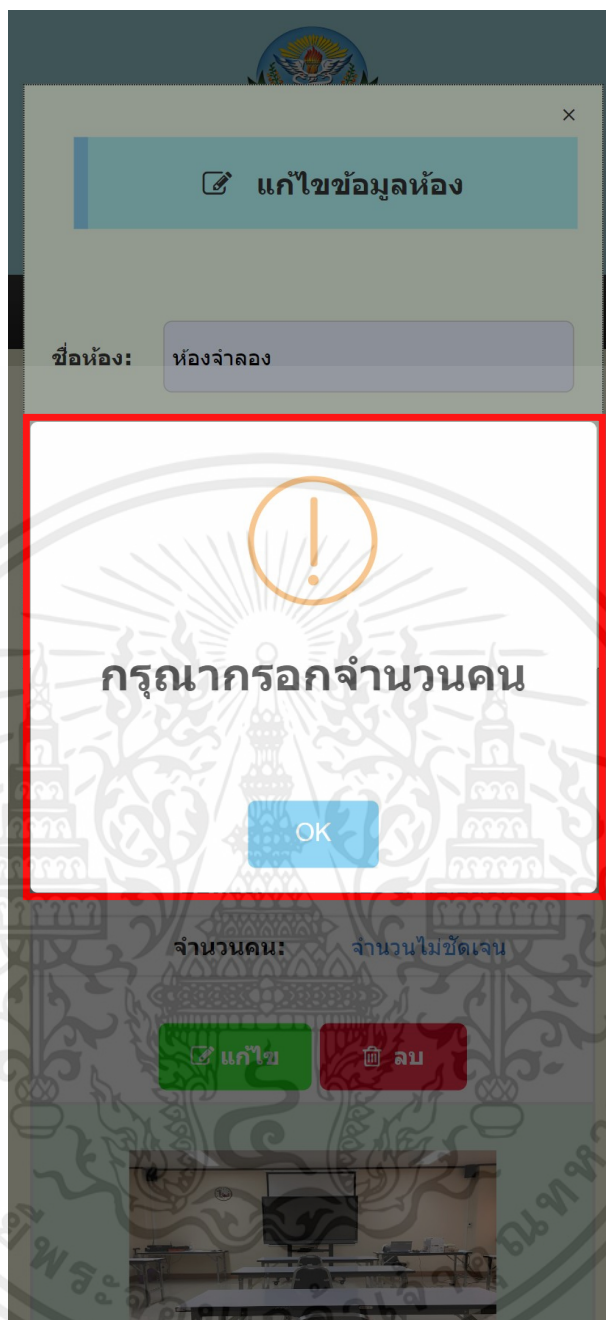 ×
แก้ไขข้อมูลห้อง
ชื่อห้อง: ห้องจำลอง
กรุณากรอกจำนวนคน
OK
จำนวนคน: จำนวนไม่ชัดเจน
แก้ไข ลบ